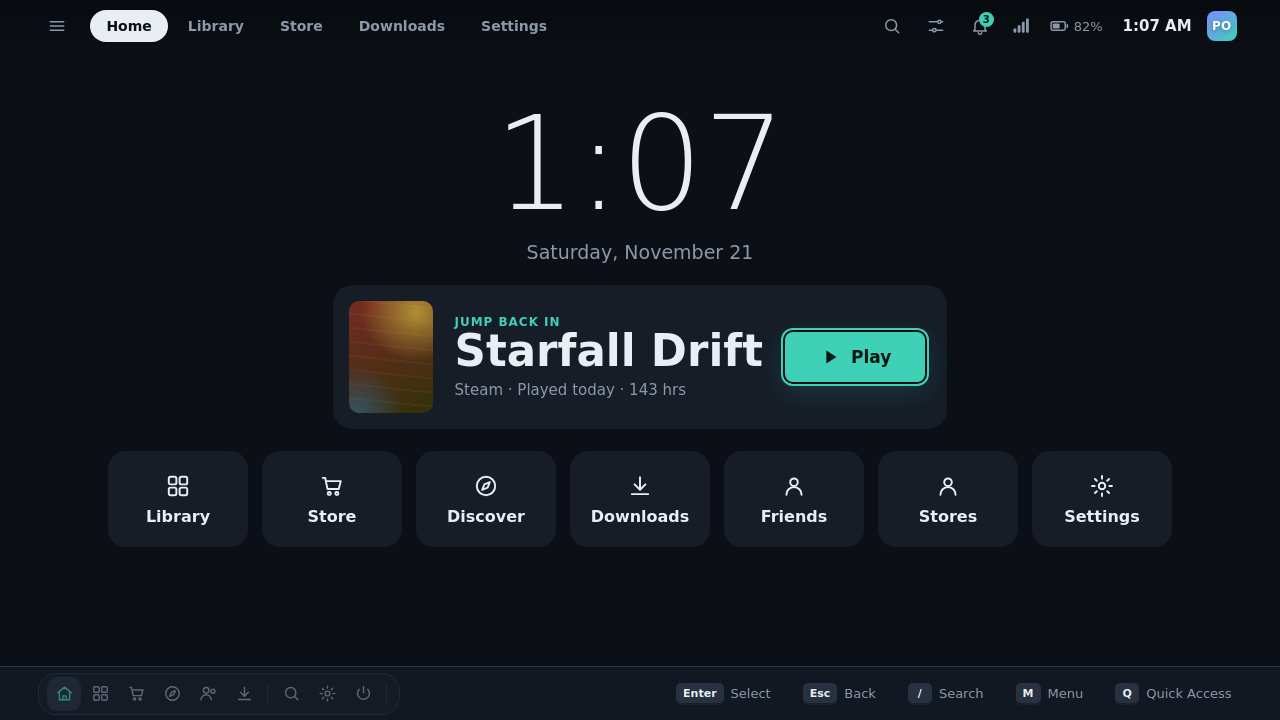 Home Library Store Downloads Settings 3 82% 1:07 AM PO
1:07
Saturday, November 21
JUMP BACK IN
Starfall Drift
Play
Steam · Played today · 143 hrs
Library Store Discover Downloads Friends Stores Settings
Enter Select Esc Back / Search M Menu Q Quick Access